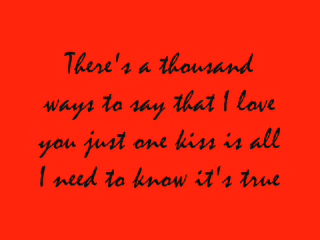 There's a thousand
ways to say that I love
you just one kiss is all
I need to know it's true